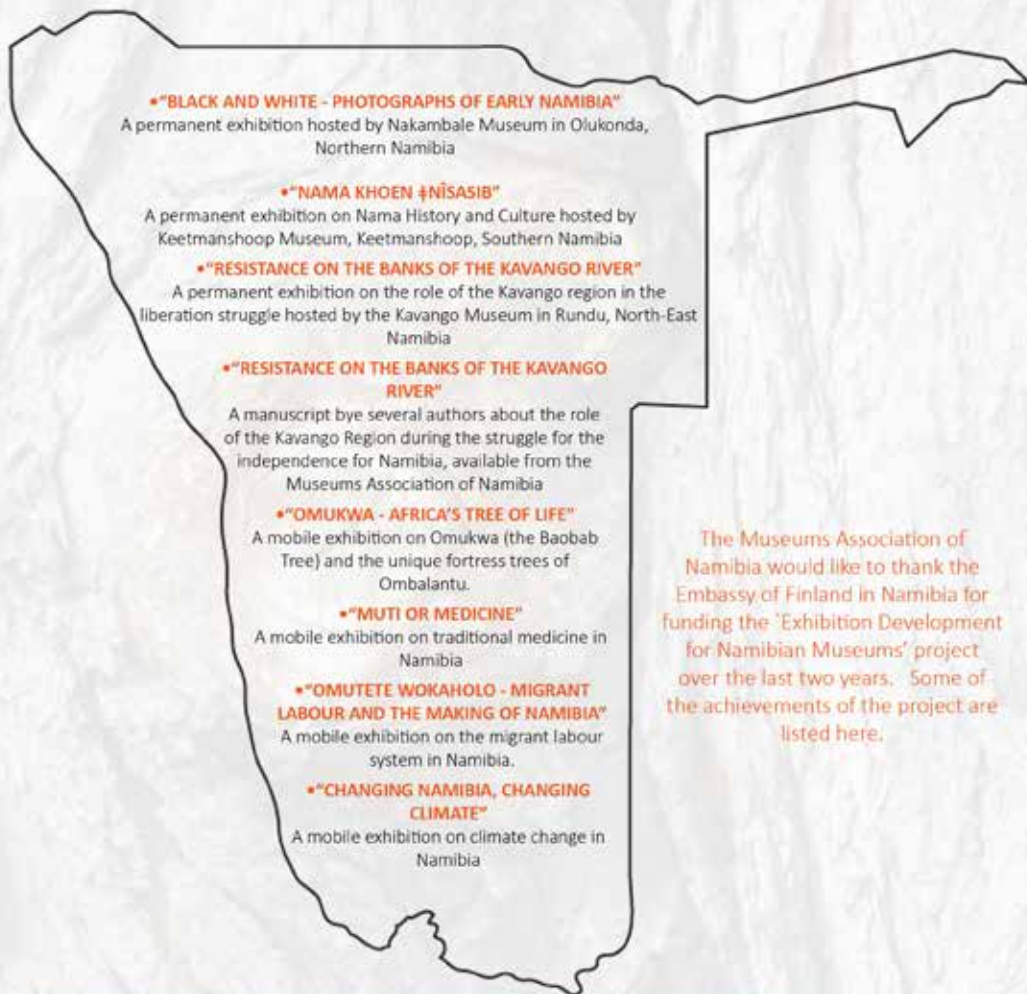 •"BLACK AND WHITE - PHOTOGRAPHS OF EARLY NAMIBIA"
A permanent exhibition hosted by Nakambale Museum in Olukonda,
Northern Namibia
•"NAMA KHOEN ǂNÎSASIB"
A permanent exhibition on Nama History and Culture hosted by
Keetmanshoop Museum, Keetmanshoop, Southern Namibia
•"RESISTANCE ON THE BANKS OF THE KAVANGO RIVER"
A permanent exhibition on the role of the Kavango region in the
liberation struggle hosted by the Kavango Museum in Rundu, North-East
Namibia
•"RESISTANCE ON THE BANKS OF THE KAVANGO
RIVER"
A manuscript bye several authors about the role
of the Kavango Region during the struggle for the
independence for Namibia, available from the
Museums Association of Namibia
•"OMUKWA - AFRICA'S TREE OF LIFE"
A mobile exhibition on Omukwa (the Baobab
Tree) and the unique fortress trees of
Ombalantu.
•"MUTI OR MEDICINE"
A mobile exhibition on traditional medicine in
Namibia
•"OMUTETE WOKAHOLO - MIGRANT
LABOUR AND THE MAKING OF NAMIBIA"
A mobile exhibition on the migrant labour
system in Namibia.
•"CHANGING NAMIBIA, CHANGING
CLIMATE"
A mobile exhibition on climate change in
Namibia
The Museums Association of
Namibia would like to thank the
Embassy of Finland in Namibia for
funding the 'Exhibition Development
for Namibian Museums' project
over the last two years. Some of
the achievements of the project are
listed here.